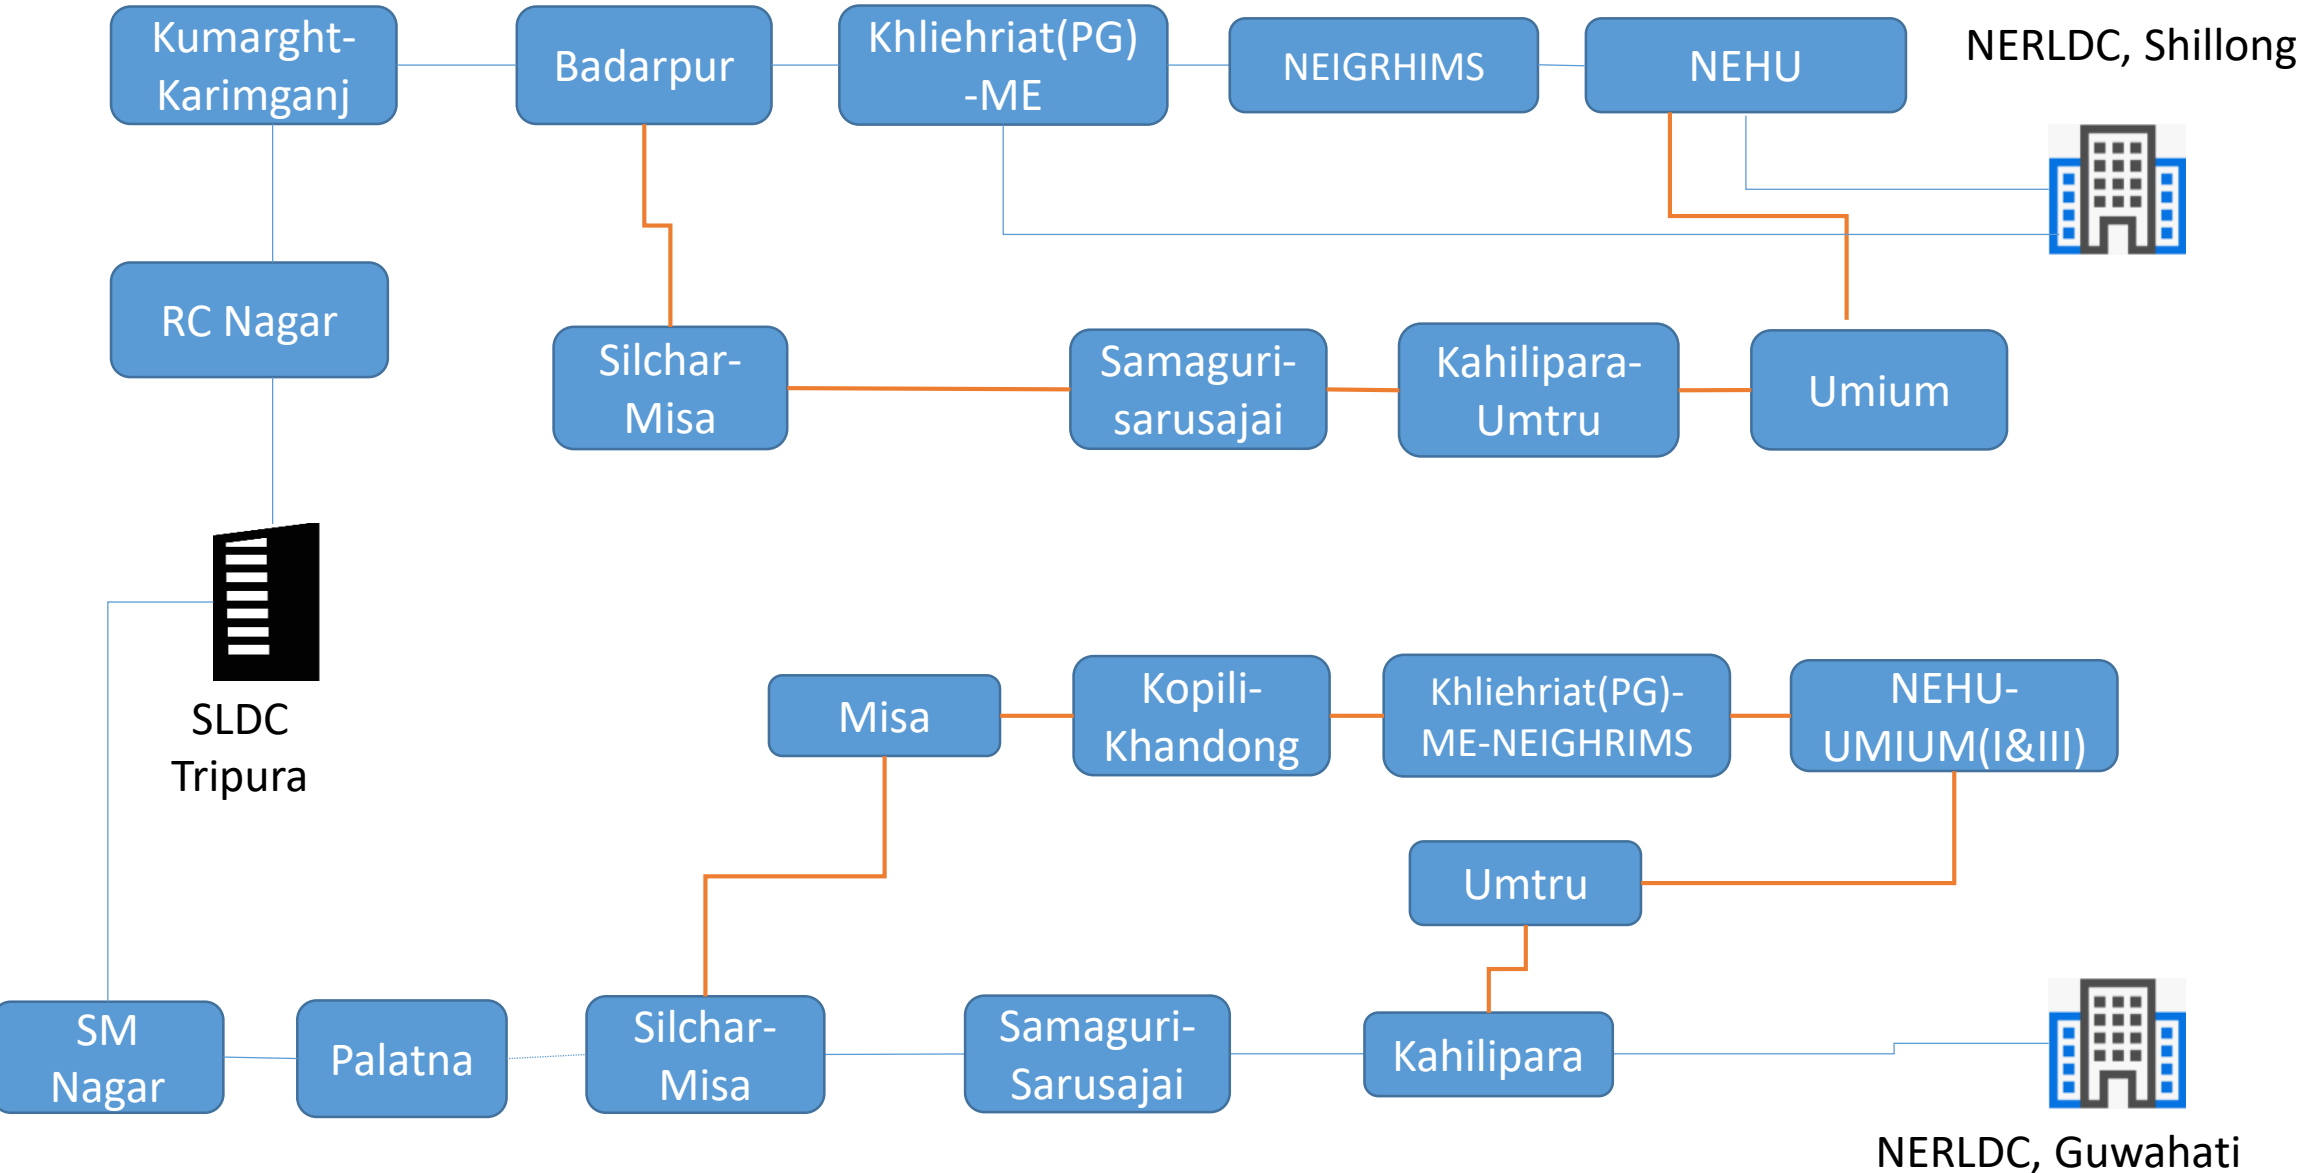 Kumarght-
Karimganj
Badarpur
Khliehriat(PG)
-ME
NEIGRHIMS
NEHU
NERLDC, Shillong
RC Nagar
Silchar-
Misa
Samaguri-
sarusajai
Kahilipara-
Umtru
Umium
SLDC
Tripura
Misa
Kopili-
Khandong
Khliehriat(PG)-
ME-NEIGHRIMS
NEHU-
UMIUM(I&III)
Umtru
SM
Nagar
Palatna
Silchar-
Misa
Samaguri-
Sarusajai
Kahilipara
NERLDC, Guwahati